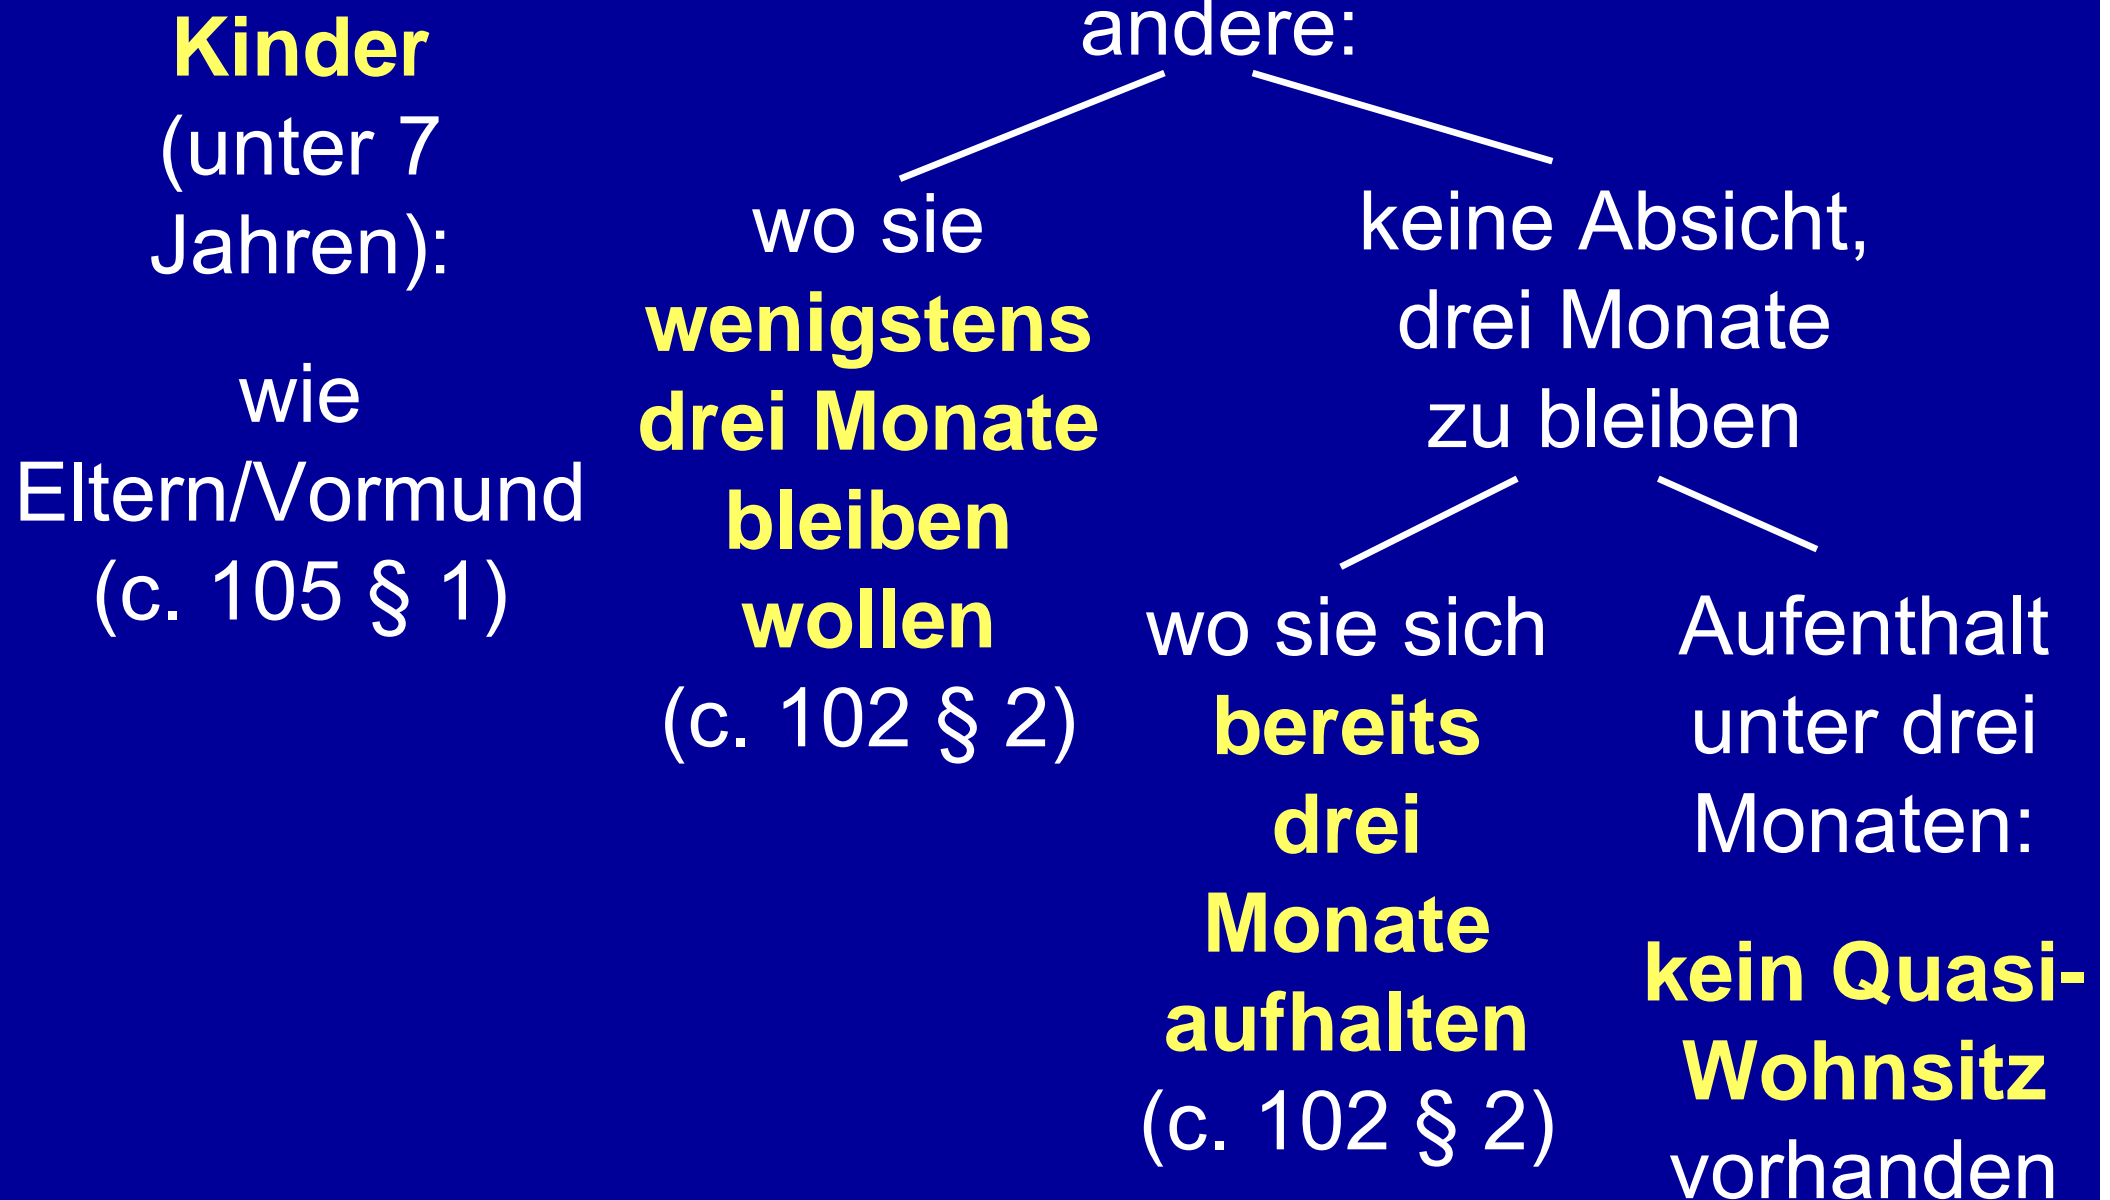 Kinder
(unter 7
Jahren):
wie
Eltern/Vormund
(c. 105 § 1)
andere:
wo sie
wenigstens
drei Monate
bleiben
wollen
(c. 102 § 2)
keine Absicht,
drei Monate
zu bleiben
wo sie sich
bereits
drei
Monate
aufhalten
(c. 102 § 2)
Aufenthalt
unter drei
Monaten:
kein Quasi-
Wohnsitz
vorhanden